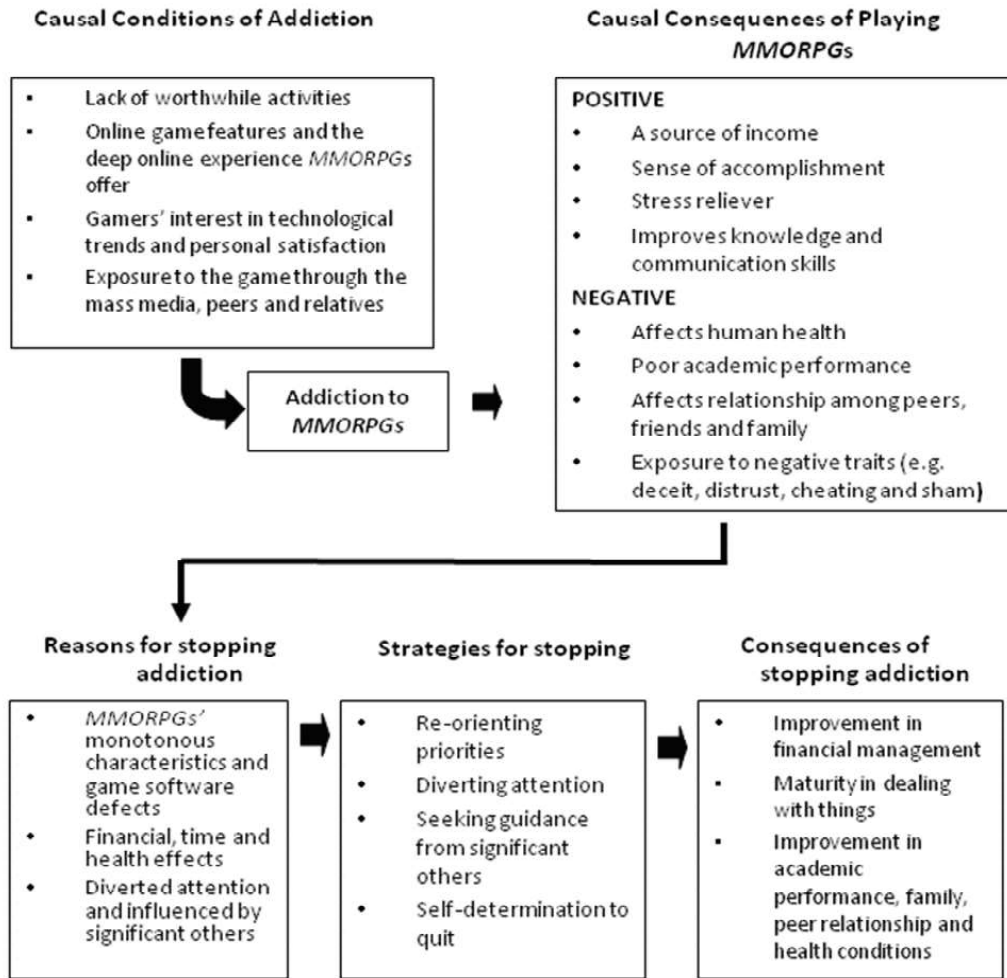 Causal Conditions of Addiction
▪ Lack of worthwhile activities
▪ Online game features and the
deep online experience MMORPGs
offer
▪ Gamers' interest in technological
trends and personal satisfaction
▪ Exposure to the game through the
mass media, peers and relatives
Addiction to
MMORPGs
Causal Consequences of Playing
MMORPGs
POSITIVE
• A source of income
• Sense of accomplishment
• Stress reliever
• Improves knowledge and
communication skills
NEGATIVE
• Affects human health
• Poor academic performance
• Affects relationship among peers,
friends and family
• Exposure to negative traits (e.g.
deceit, distrust, cheating and sham)
Reasons for stopping
addiction
• MMORPGs'
monotonous
characteristics and
game software
defects
• Financial, time and
health effects
• Diverted attention
and influenced by
significant others
Strategies for stopping
• Re-orienting
priorities
• Diverting attention
• Seeking guidance
from significant
others
• Self-determination to
quit
Consequences of
stopping addiction
• Improvement in
financial management
• Maturity in dealing
with things
• Improvement in
academic
performance, family,
peer relationship and
health conditions